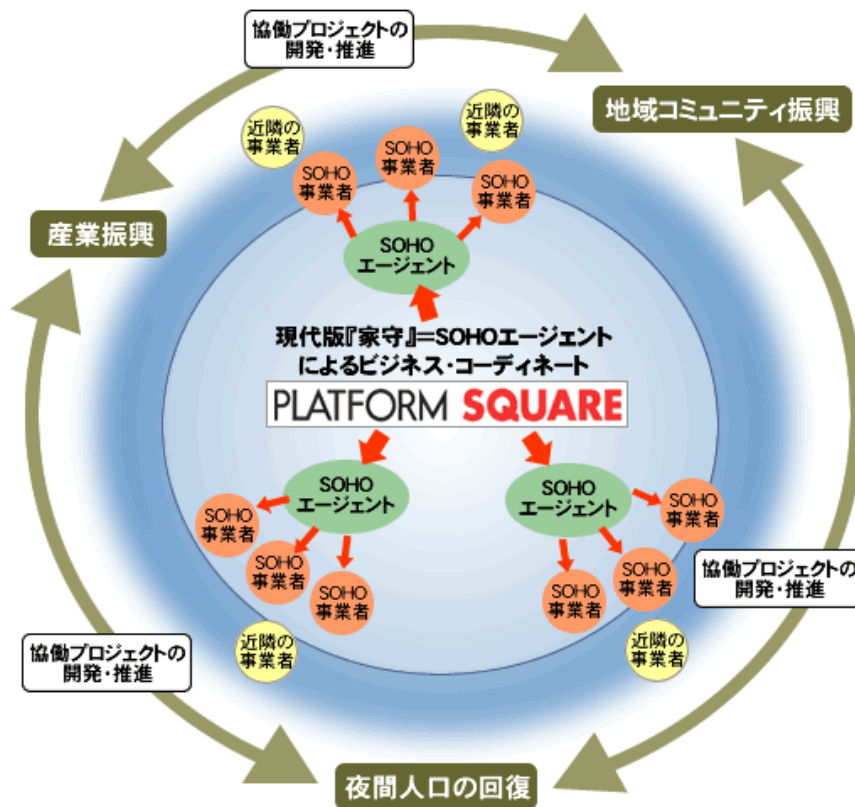 協働プロジェクトの
開発・推進
地域コミュニティ振興
近隣の
事業者
近隣の
事業者
SOHO
事業者
SOHO
事業者
SOHO
事業者
産業振興
SOHO
エージェント
現代版『家守』=SOHOエージェント
によるビジネス・コーディネート
PLATFORM SQUARE
SOHO
エージェント
SOHO
エージェント
SOHO
事業者
SOHO
事業者
SOHO
事業者
SOHO
事業者
SOHO
事業者
SOHO
事業者
協働プロジェクトの
開発・推進
協働プロジェクトの
開発・推進
近隣の
事業者
近隣の
事業者
夜間人口の回復